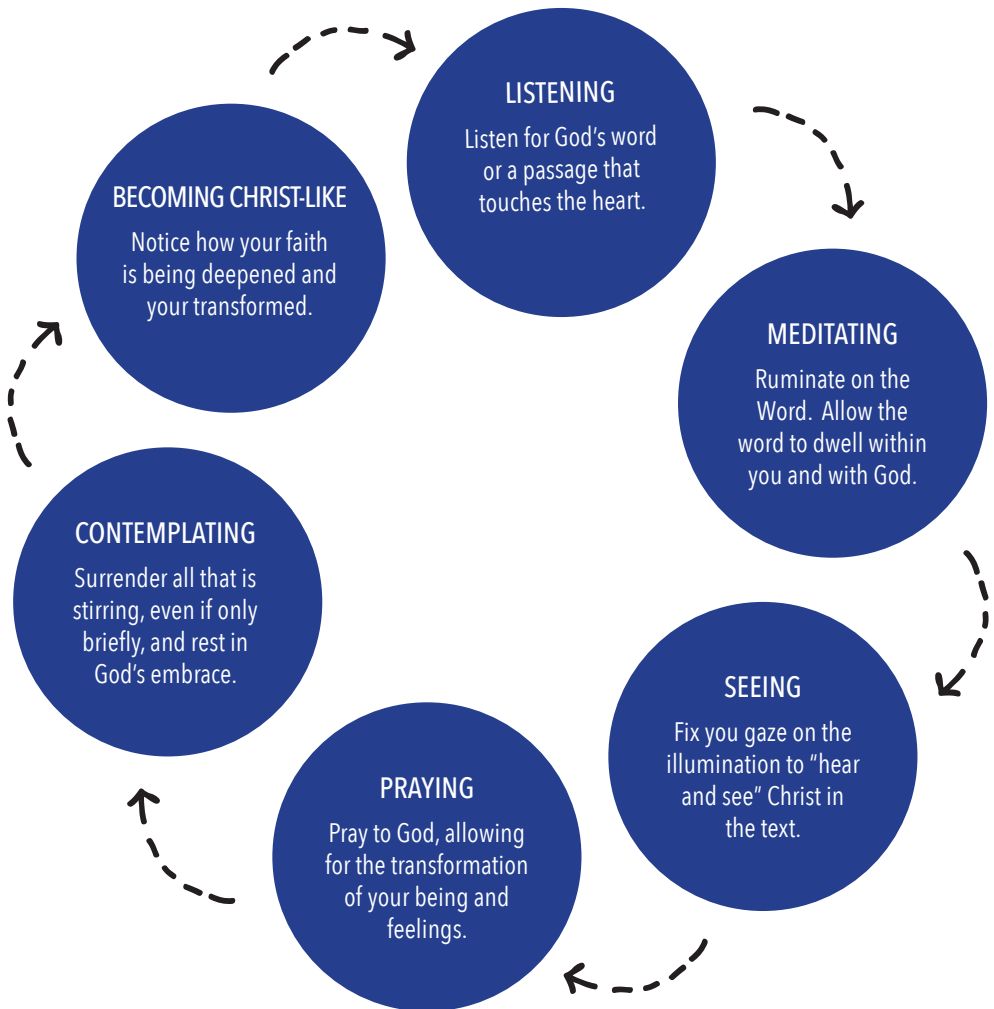 LISTENING
Listen for God's word
or a passage that
touches the heart.
MEDITATING
Ruminate on the
Word.  Allow the
word to dwell within
you and with God.
SEEING
Fix you gaze on the
illumination to "hear
and see" Christ in
the text.
PRAYING
Pray to God, allowing
for the transformation
of your being and
feelings.
CONTEMPLATING
Surrender all that is
stirring, even if only
briefly, and rest in
God's embrace.
BECOMING CHRIST-LIKE
Notice how your faith
is being deepened and
your transformed.